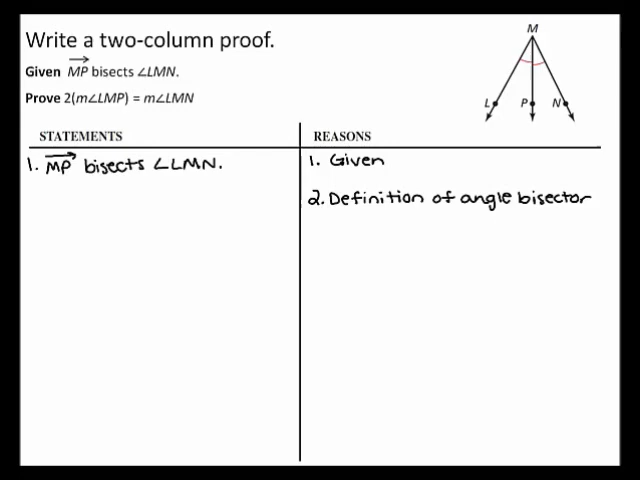 Write a two-column proof.
Given MP bisects ∠LMN.
Prove 2(m∠LMP) = m∠LMN
M
L
P
N
STATEMENTS
REASONS
1. MP bisects ∠LMN.
1. Given
2. Definition of angle bisector